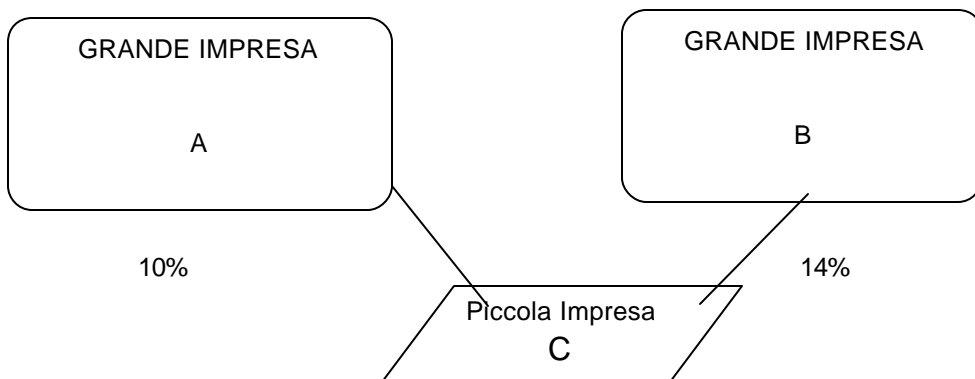 GRANDE IMPRESA
A
GRANDE IMPRESA
B
10%
14%
Piccola Impresa
C